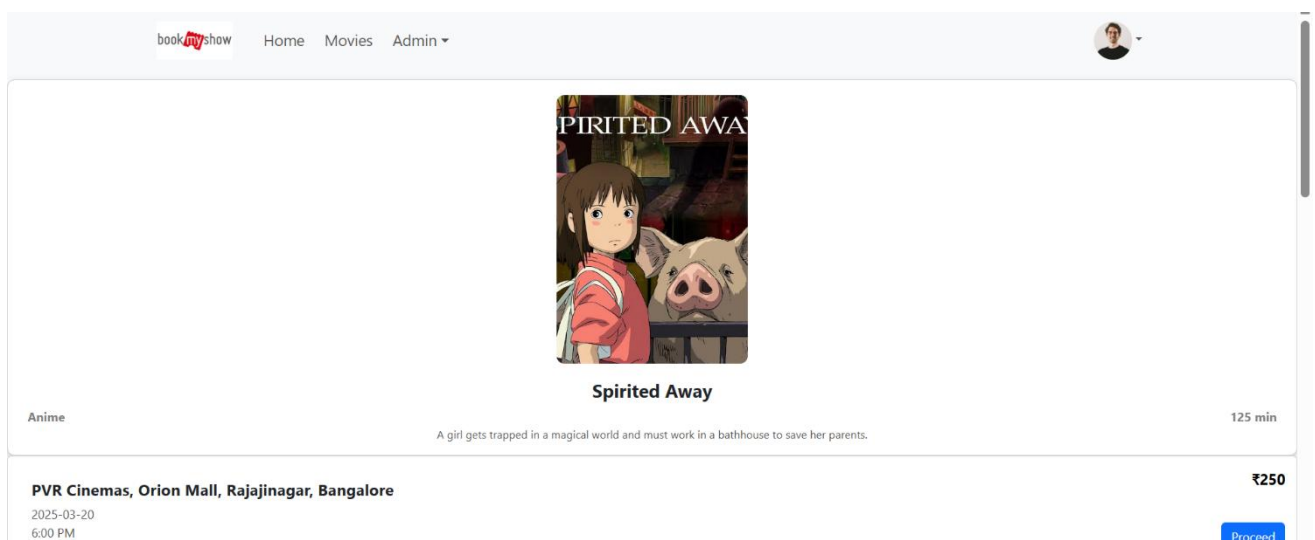 bookmyshow Home Movies Admin
PIRITED AWA
Spirited Away
Anime 125 min
A girl gets trapped in a magical world and must work in a bathhouse to save her parents.
PVR Cinemas, Orion Mall, Rajajinagar, Bangalore ₹250
2025-03-20
6:00 PM
Proceed